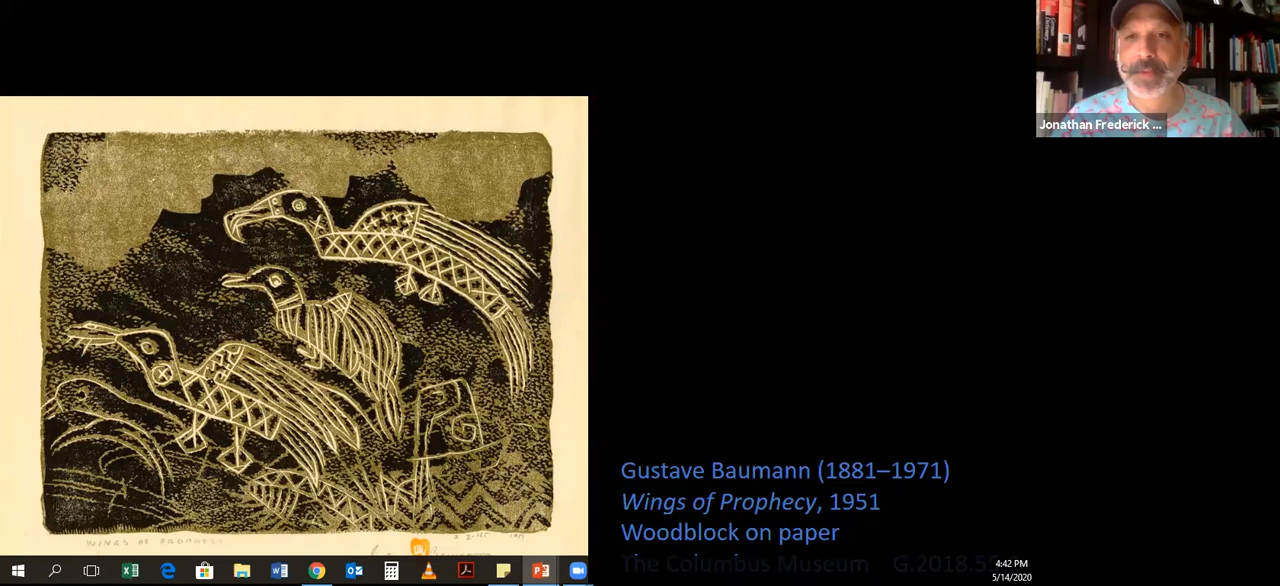 Jonathan Frederick ...
Gustave Baumann (1881–1971)
Wings of Prophecy, 1951
Woodblock on paper
The Columbus Museum
WINGS OF PROPHECY
4:42 PM
5/14/2020